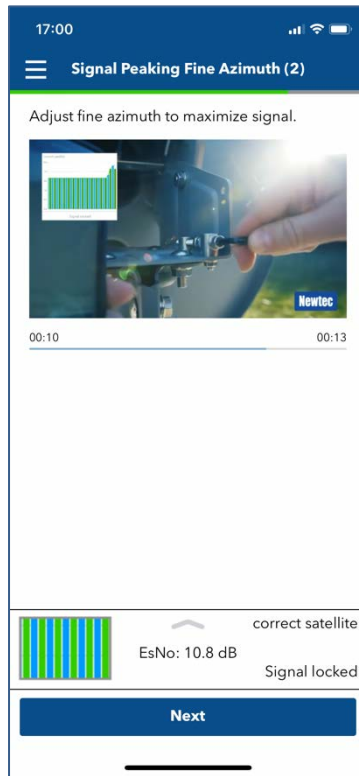 17:00
Signal Peaking Fine Azimuth (2)
Adjust fine azimuth to maximize signal.
Newtec
00:10
00:13
correct satellite
EsNo: 10.8 dB
Signal locked
Next